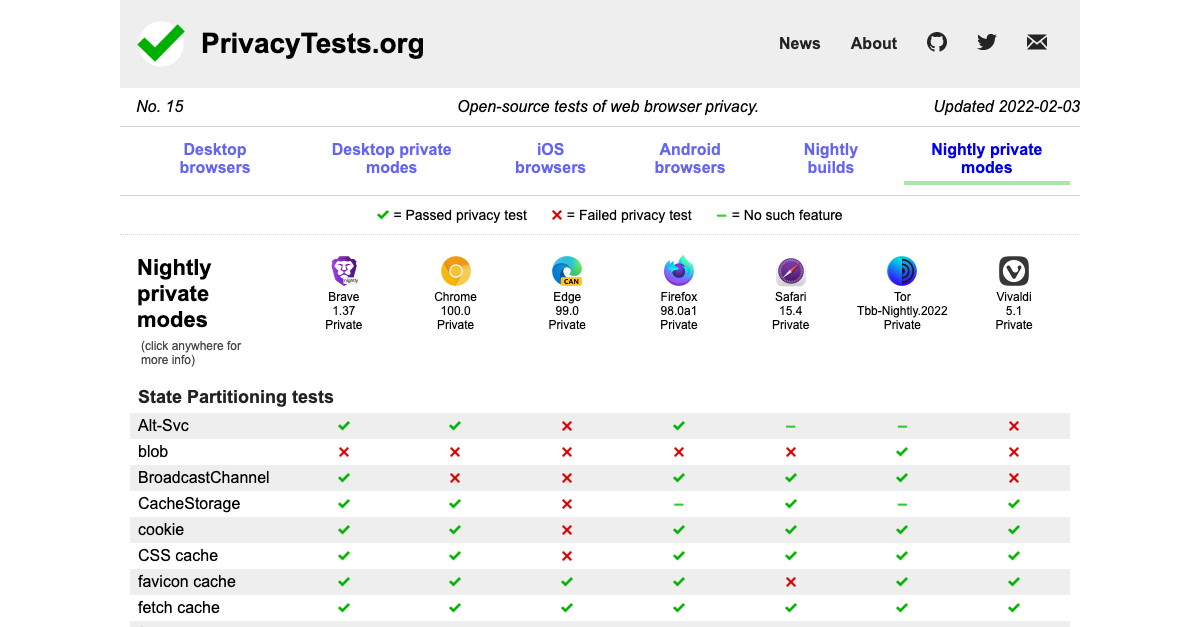 PrivacyTests.org
News About
No. 15 Open-source tests of web browser privacy. Updated 2022-02-03
Desktop browsers
Desktop private modes
iOS browsers
Android browsers
Nightly builds
Nightly private modes
= Passed privacy test = Failed privacy test = No such feature
Nightly
private
modes
(click anywhere for
more info)
nightly
Brave
1.37
Private
Chrome
100.0
Private
CAN
Edge
99.0
Private
Firefox
98.0a1
Private
Safari
15.4
Private
Tor
Tbb-Nightly.2022
Private
Vivaldi
5.1
Private
State Partitioning tests
Alt-Svc
blob
BroadcastChannel
CacheStorage
cookie
CSS cache
favicon cache
fetch cache